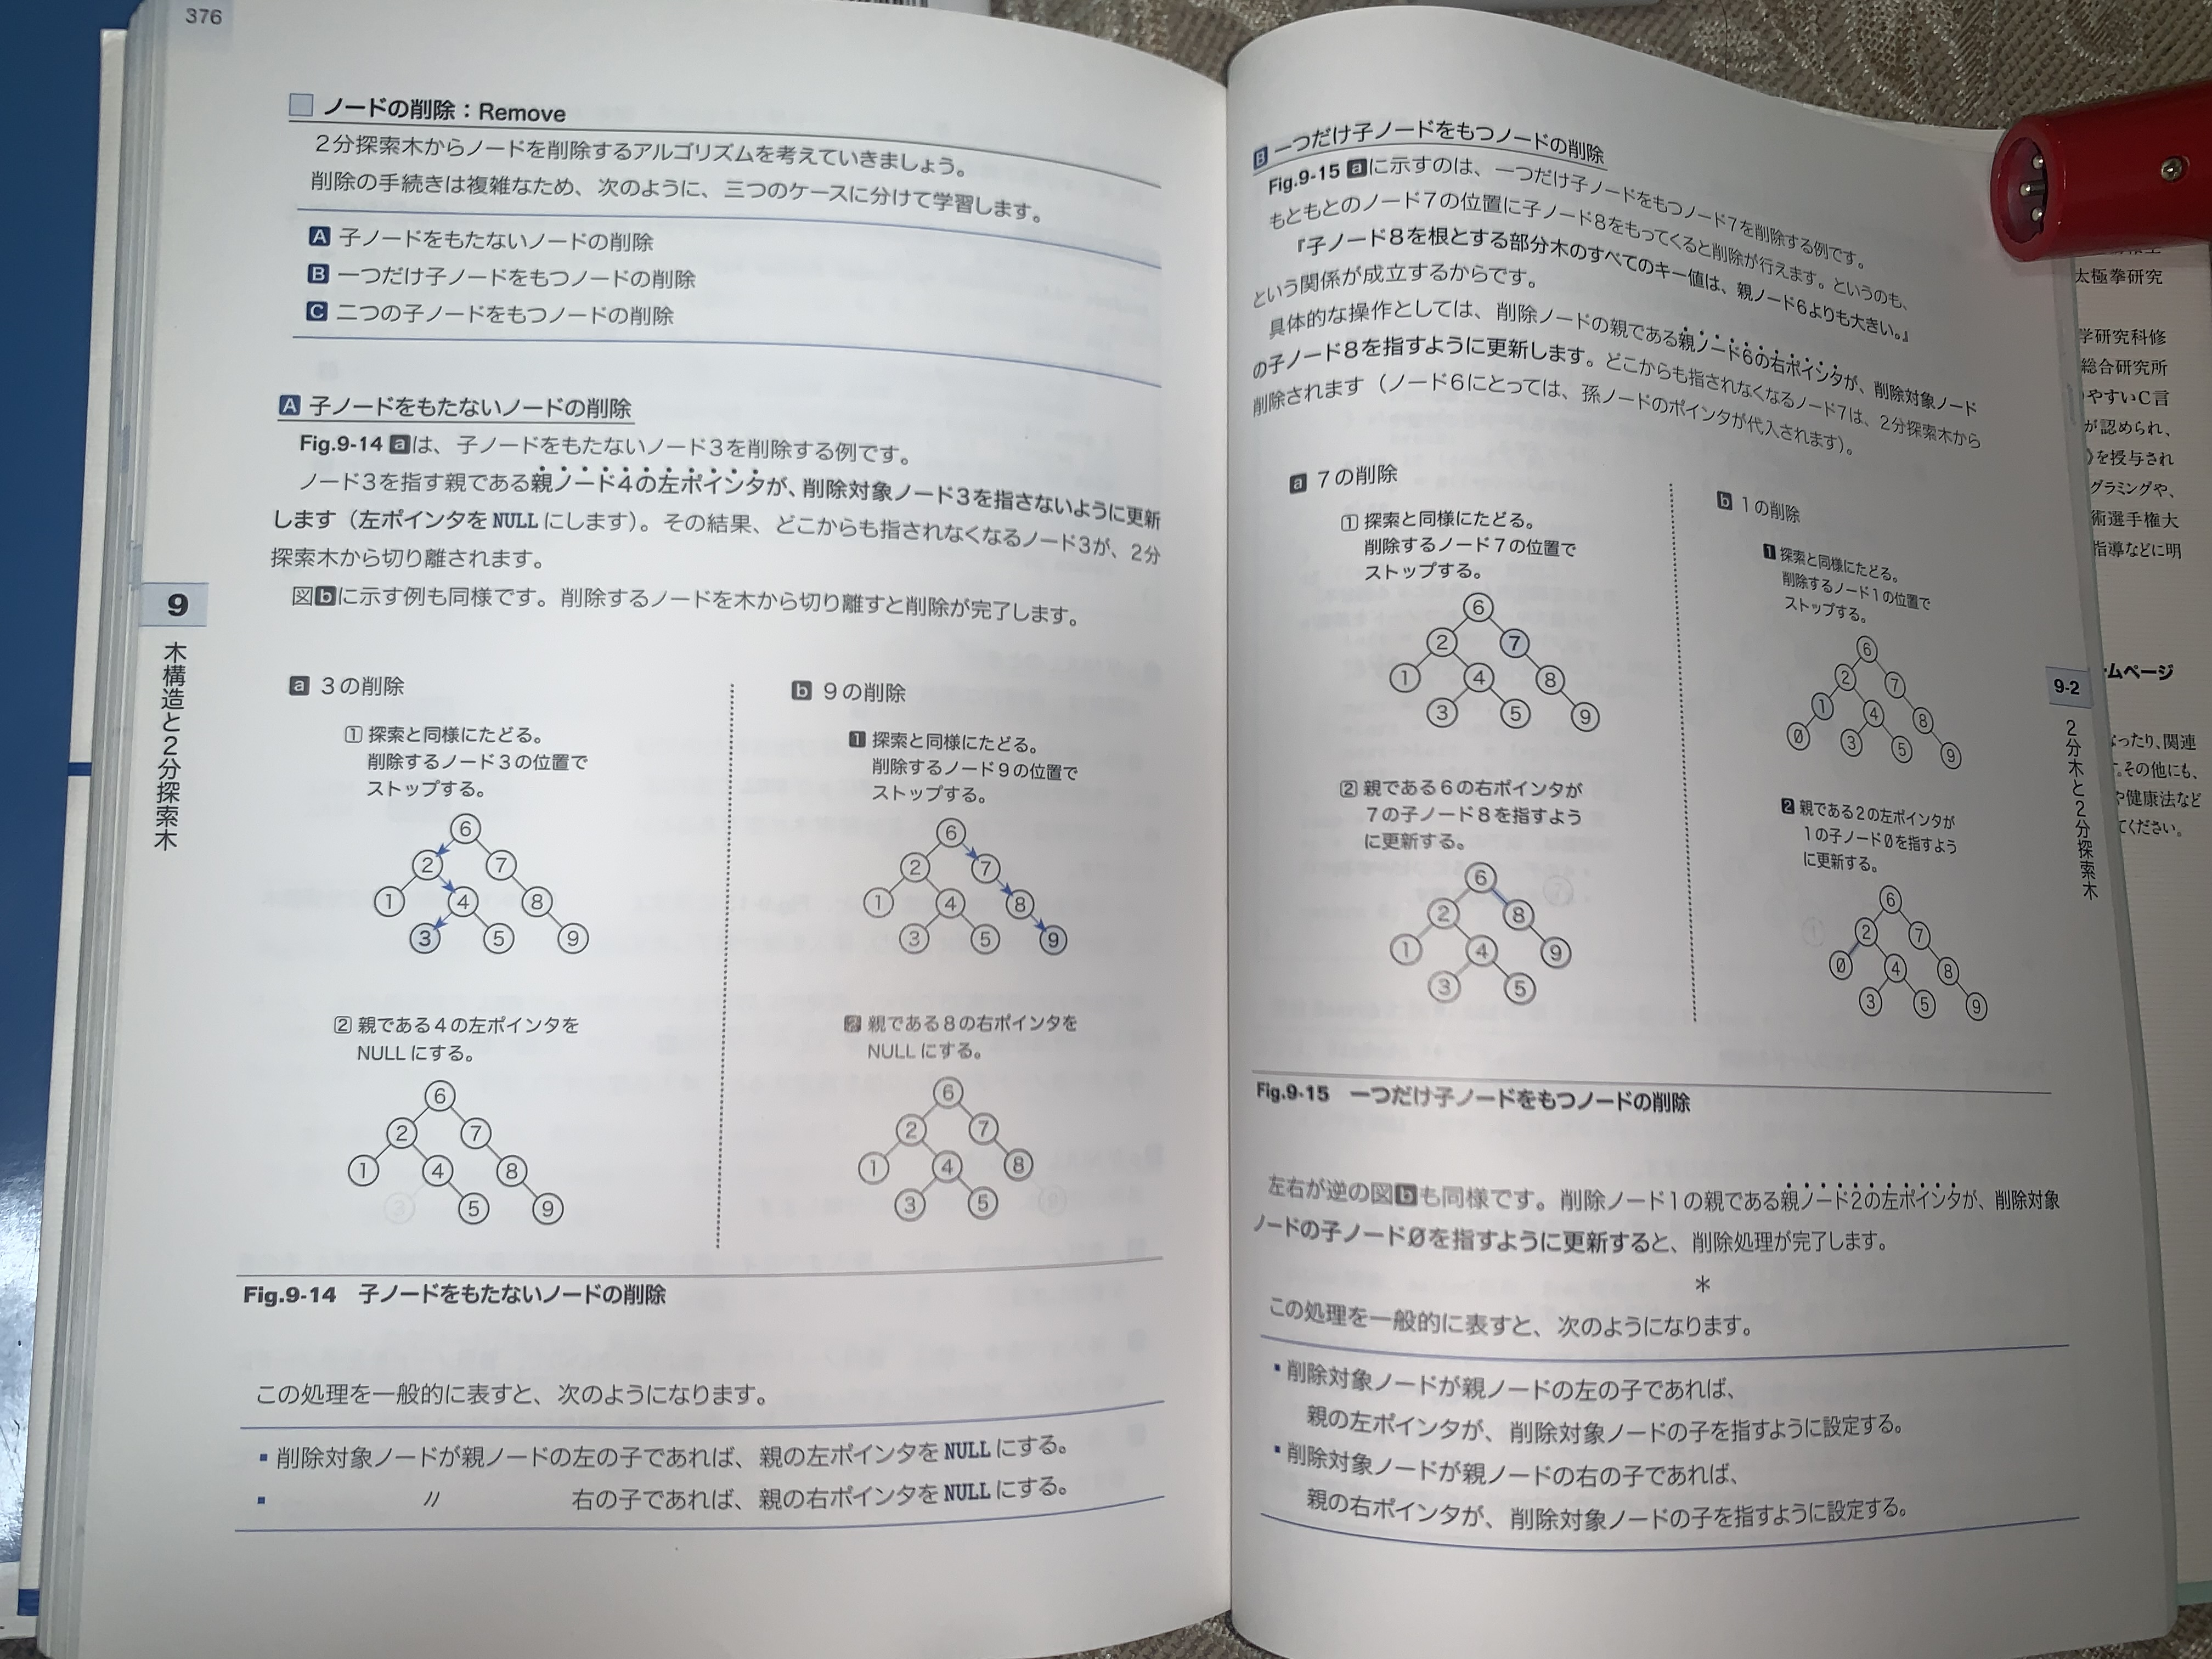 376
ノードの削除：Remove
2分探索木からノードを削除するアルゴリズムを考えていきましょう。
削除の手続きは複雑なため、次のように、三つのケースに分けて学習します。
A 子ノードをもたないノードの削除
B 一つだけ子ノードをもつノードの削除
C 二つの子ノードをもつノードの削除
A 子ノードをもたないノードの削除
Fig.9-14 aは、子ノードをもたないノード3を削除する例です。
ノード3を指す親である親ノード4の左ポインタが、削除対象ノード3を指さないように更新
します（左ポインタをNULLにします）。その結果、どこからも指されなくなるノード3が、2分
探索木から切り離されます。
図bに示す例も同様です。削除するノードを木から切り離すと削除が完了します。
9
木構造と2分探索木
a 3の削除
1 探索と同様にたどる。
削除するノード3の位置で
ストップする。
6
2 7
1 4 8
3 5 9
2 親である4の左ポインタを
NULLにする。
6
2 7
1 4 8
3 5 9
b 9の削除
1 探索と同様にたどる。
削除するノード9の位置で
ストップする。
6
2 7
1 4 8
3 5 9
2 親である8の右ポインタを
NULLにする。
6
2 7
1 4 8
3 5 9
Fig.9-14 子ノードをもたないノードの削除
この処理を一般的に表すと、次のようになります。
▪ 削除対象ノードが親ノードの左の子であれば、親の左ポインタをNULLにする。
▪ 〃 右の子であれば、親の右ポインタをNULLにする。
B 一つだけ子ノードをもつノードの削除
Fig.9-15 aに示すのは、一つだけ子ノードをもつノード7を削除する例です。
もともとのノード7の位置に子ノード8をもってくると削除が行えます。というのも、
『子ノード8を根とする部分木のすべてのキー値は、親ノード6よりも大きい。』
という関係が成立するからです。
具体的な操作としては、削除ノードの親である親ノード6の右ポインタが、削除対象ノード
の子ノード8を指すように更新します。どこからも指されなくなるノード7は、2分探索木から
削除されます（ノード6にとっては、孫ノードのポインタが代入されます）。
a 7の削除
1 探索と同様にたどる。
削除するノード7の位置で
ストップする。
6
2 7
1 4 8
3 5 9
2 親である6の右ポインタが
7の子ノード8を指すよう
に更新する。
6 7
2 8
1 4 9
3 5
b 1の削除
1 探索と同様にたどる。
削除するノード1の位置で
ストップする。
6
2 7
1 4 8
0 3 5 9
2 親である2の左ポインタが
1の子ノード0を指すよう
に更新する。
6
1 2 7
0 4 8
3 5 9
9-2
2分木と2分探索木
Fig.9-15 一つだけ子ノードをもつノードの削除
左右が逆の図bも同様です。削除ノード1の親である親ノード2の左ポインタが、削除対象
ノードの子ノード0を指すように更新すると、削除処理が完了します。
＊
この処理を一般的に表すと、次のようになります。
▪ 削除対象ノードが親ノードの左の子であれば、
親の左ポインタが、削除対象ノードの子を指すように設定する。
▪ 削除対象ノードが親ノードの右の子であれば、
親の右ポインタが、削除対象ノードの子を指すように設定する。
太極拳研究
学研究科修
総合研究所
やすいC言
が認められ、
を授与され
グラミングや、
術選手権大
指導などに明
ームページ
なったり、関連
その他にも、
や健康法など
てください。